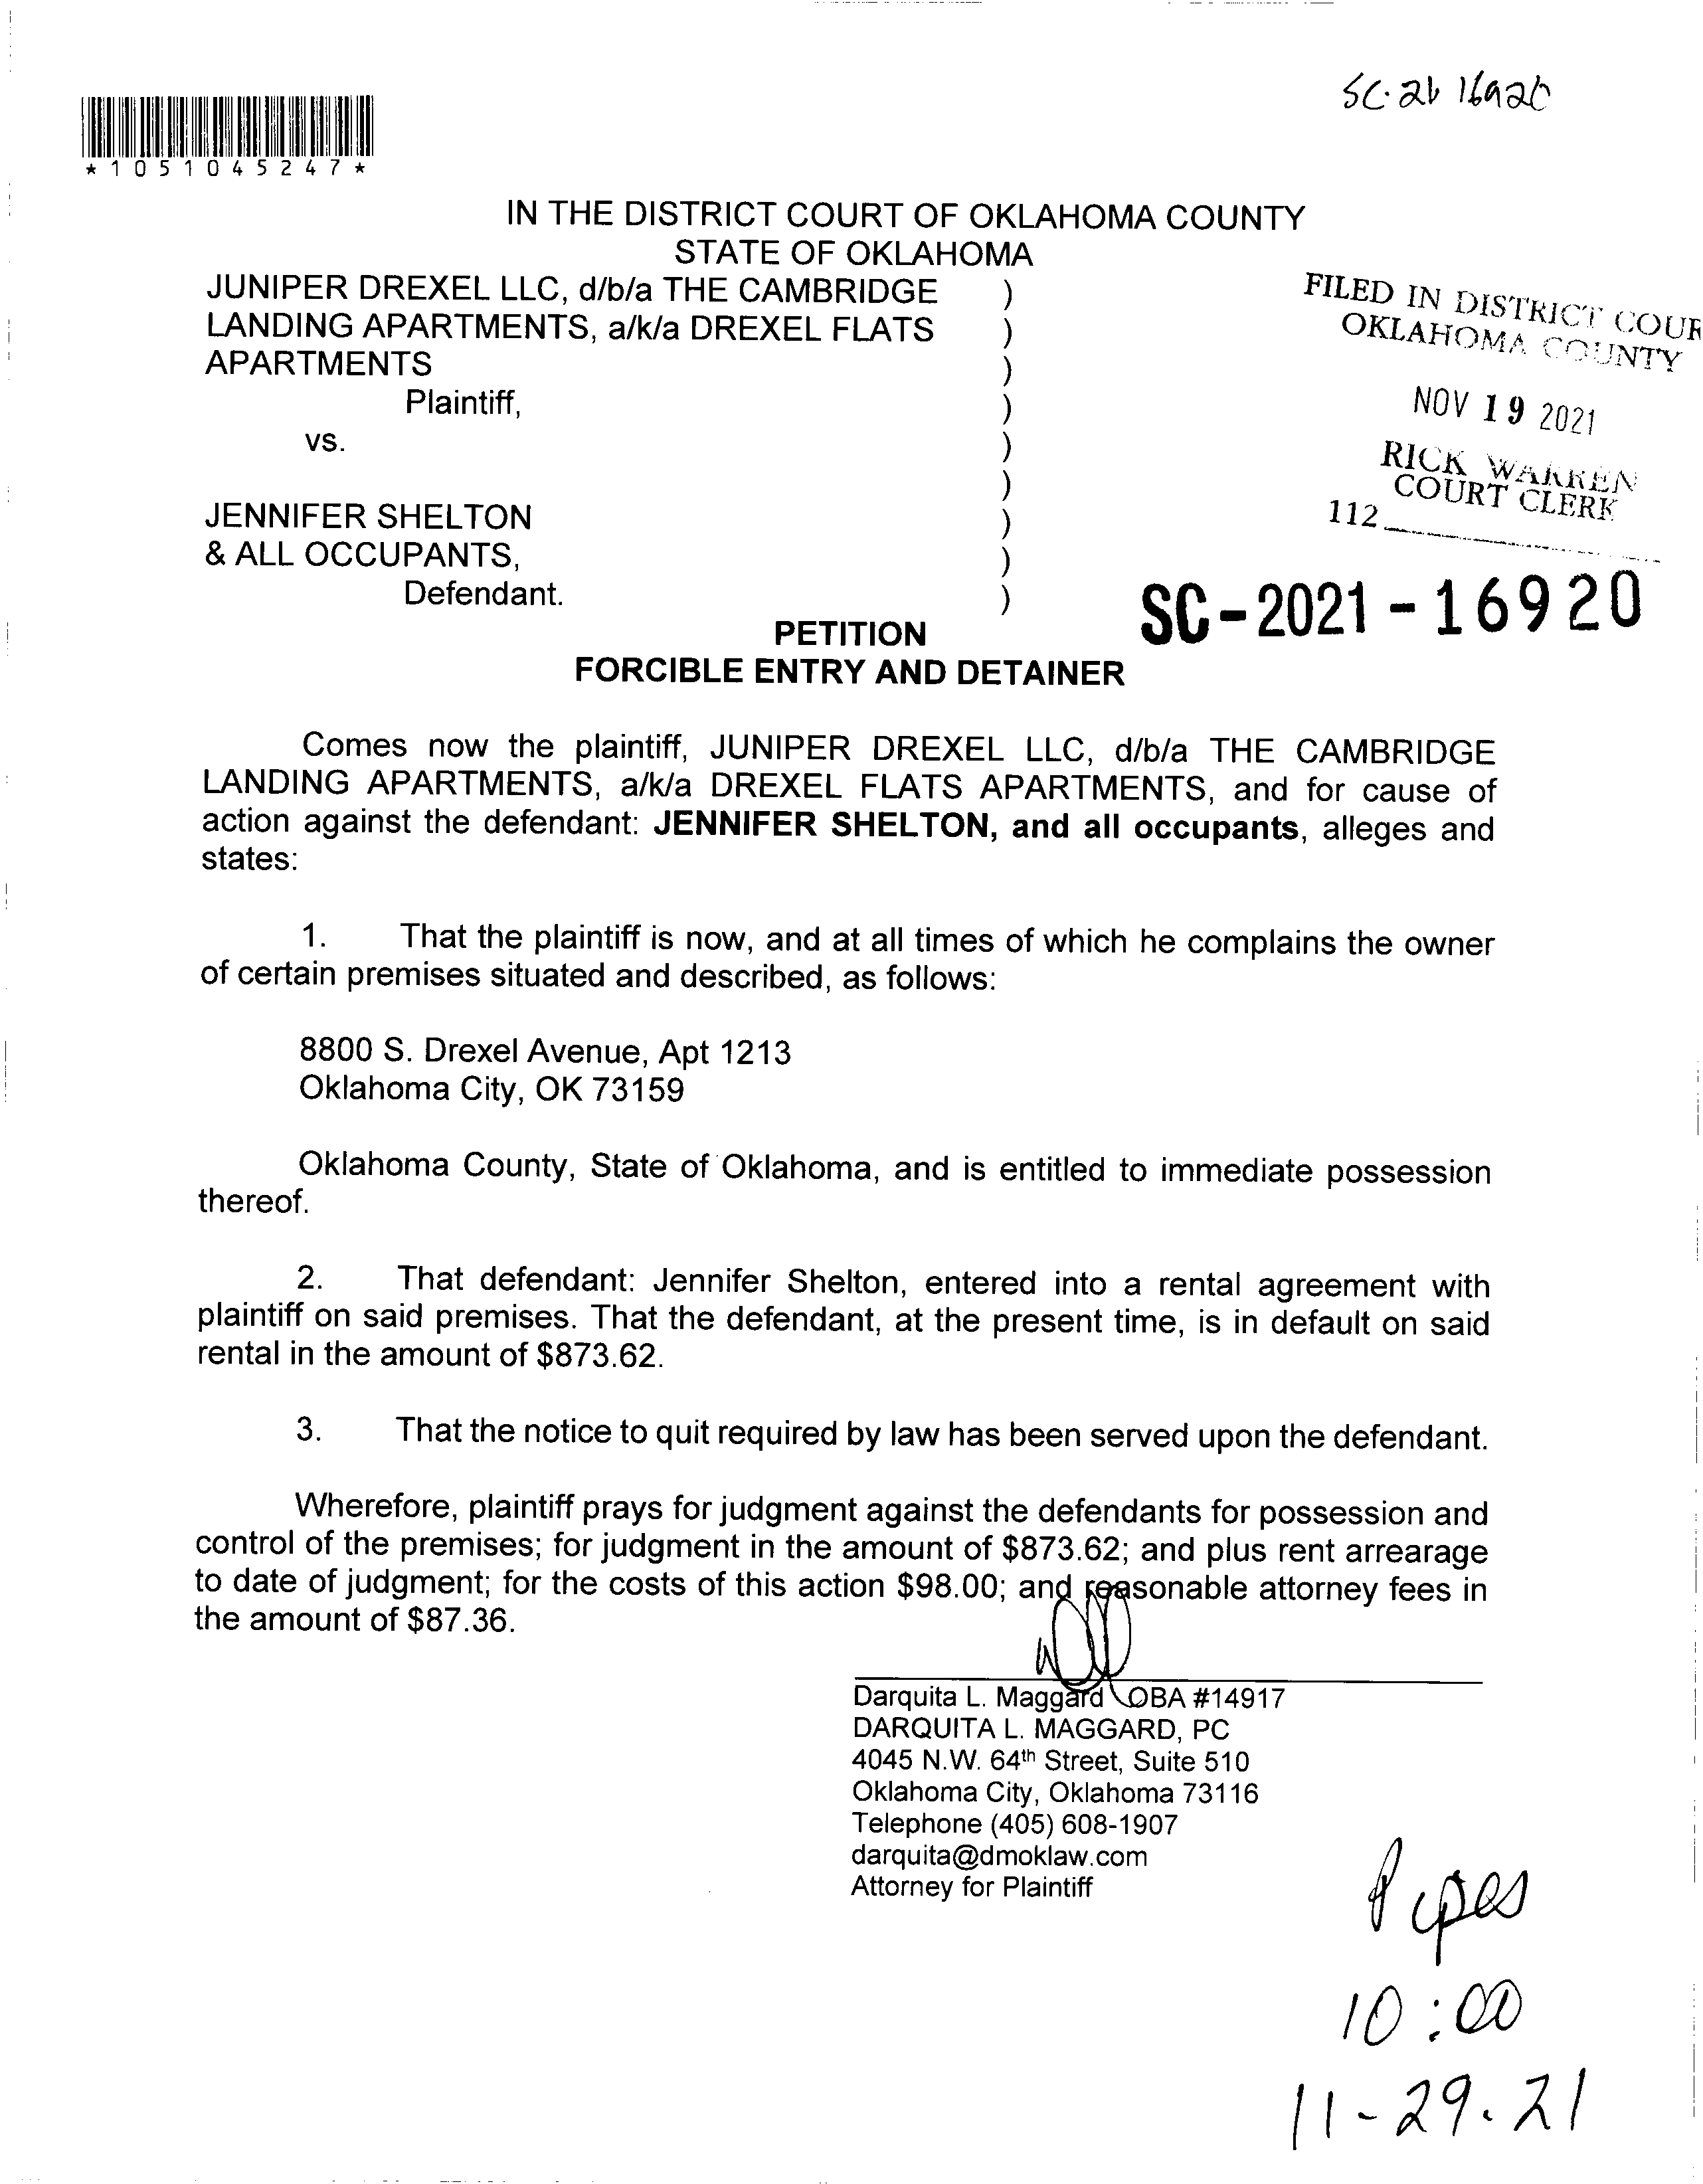 SC-21 16920
*1051045247*
IN THE DISTRICT COURT OF OKLAHOMA COUNTY
STATE OF OKLAHOMA
JUNIPER DREXEL LLC, d/b/a THE CAMBRIDGE )
LANDING APARTMENTS, a/k/a DREXEL FLATS )
APARTMENTS )
Plaintiff, )
vs. )
)
JENNIFER SHELTON )
& ALL OCCUPANTS, )
Defendant. )
FILED IN DISTRICT COUR
OKLAHOMA COUNTY
NOV 19 2021
RICK WARREN
COURT CLERK
112
SC-2021-16920
PETITION
FORCIBLE ENTRY AND DETAINER
Comes now the plaintiff, JUNIPER DREXEL LLC, d/b/a THE CAMBRIDGE
LANDING APARTMENTS, a/k/a DREXEL FLATS APARTMENTS, and for cause of
action against the defendant: JENNIFER SHELTON, and all occupants, alleges and
states:
1. That the plaintiff is now, and at all times of which he complains the owner
of certain premises situated and described, as follows:
8800 S. Drexel Avenue, Apt 1213
Oklahoma City, OK 73159
Oklahoma County, State of Oklahoma, and is entitled to immediate possession
thereof.
2. That defendant: Jennifer Shelton, entered into a rental agreement with
plaintiff on said premises. That the defendant, at the present time, is in default on said
rental in the amount of $873.62.
3. That the notice to quit required by law has been served upon the defendant.
Wherefore, plaintiff prays for judgment against the defendants for possession and
control of the premises; for judgment in the amount of $873.62; and plus rent arrearage
to date of judgment; for the costs of this action $98.00; and reasonable attorney fees in
the amount of $87.36.
Darquita L. Maggard OBA #14917
DARQUITA L. MAGGARD, PC
4045 N.W. 64th Street, Suite 510
Oklahoma City, Oklahoma 73116
Telephone (405) 608-1907
darquita@dmoklaw.com
Attorney for Plaintiff
Pipes
10:00
11-29-21